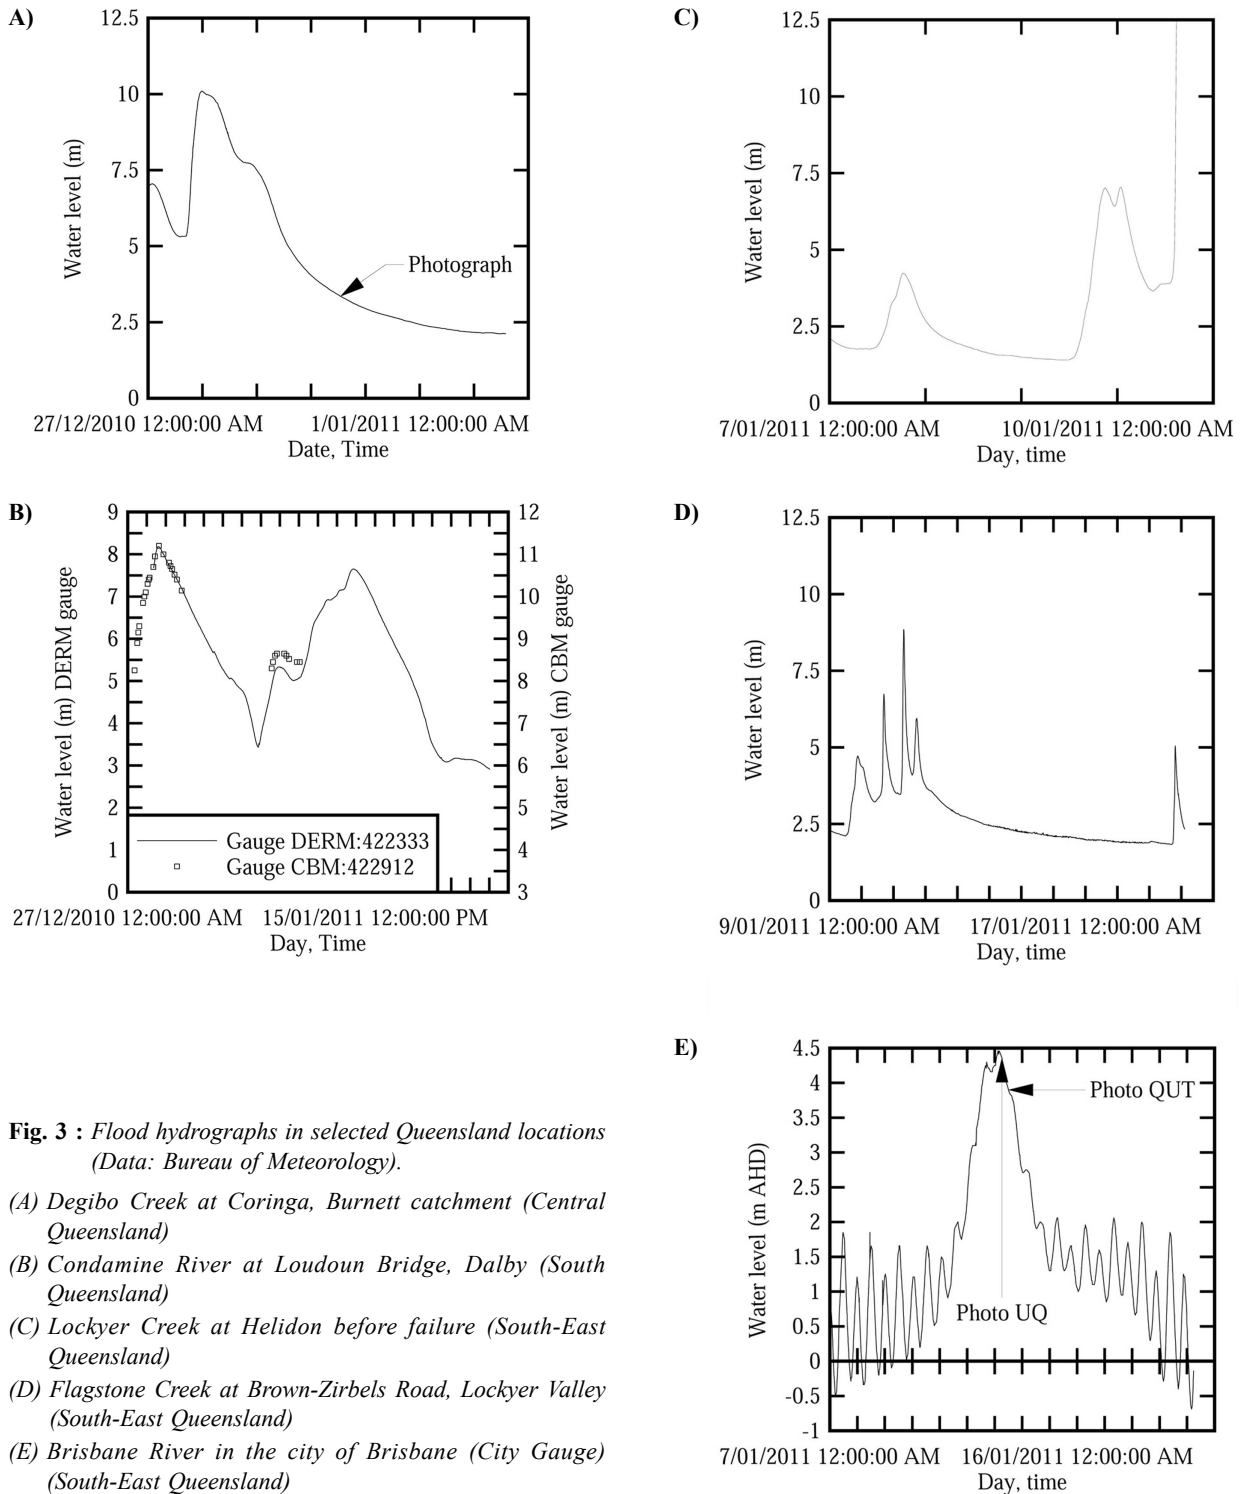 A)
12.5
10
7.5
5
2.5
0
Water level (m)
Photograph
27/12/2010 12:00:00 AM
1/01/2011 12:00:00 AM
Date, Time
B)
9
8
7
6
5
4
3
2
1
0
Water level (m) DERM gauge
12
11
10
9
8
7
6
5
4
3
Water level (m) CBM gauge
Gauge DERM:422333
Gauge CBM:422912
27/12/2010 12:00:00 AM
15/01/2011 12:00:00 PM
Day, Time
C)
12.5
10
7.5
5
2.5
0
Water level (m)
7/01/2011 12:00:00 AM
10/01/2011 12:00:00 AM
Day, time
D)
12.5
10
7.5
5
2.5
0
Water level (m)
9/01/2011 12:00:00 AM
17/01/2011 12:00:00 AM
Day, time
E)
4.5
4
3.5
3
2.5
2
1.5
1
0.5
0
-0.5
-1
Water level (m AHD)
Photo QUT
Photo UQ
7/01/2011 12:00:00 AM
16/01/2011 12:00:00 AM
Day, time
Fig. 3 : Flood hydrographs in selected Queensland locations
(Data: Bureau of Meteorology).
(A) Degibo Creek at Coringa, Burnett catchment (Central
Queensland)
(B) Condamine River at Loudoun Bridge, Dalby (South
Queensland)
(C) Lockyer Creek at Helidon before failure (South-East
Queensland)
(D) Flagstone Creek at Brown-Zirbels Road, Lockyer Valley
(South-East Queensland)
(E) Brisbane River in the city of Brisbane (City Gauge)
(South-East Queensland)